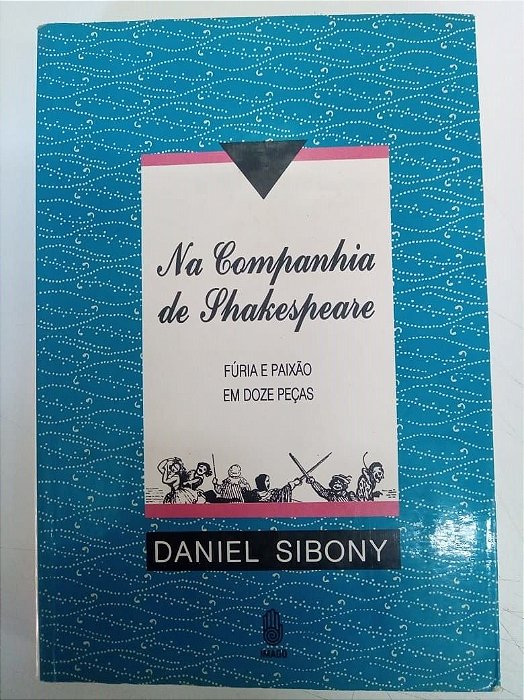 Na Companhia
de Shakespeare
FÚRIA E PAIXÃO
EM DOZE PEÇAS
DANIEL SIBONY
IMAGO